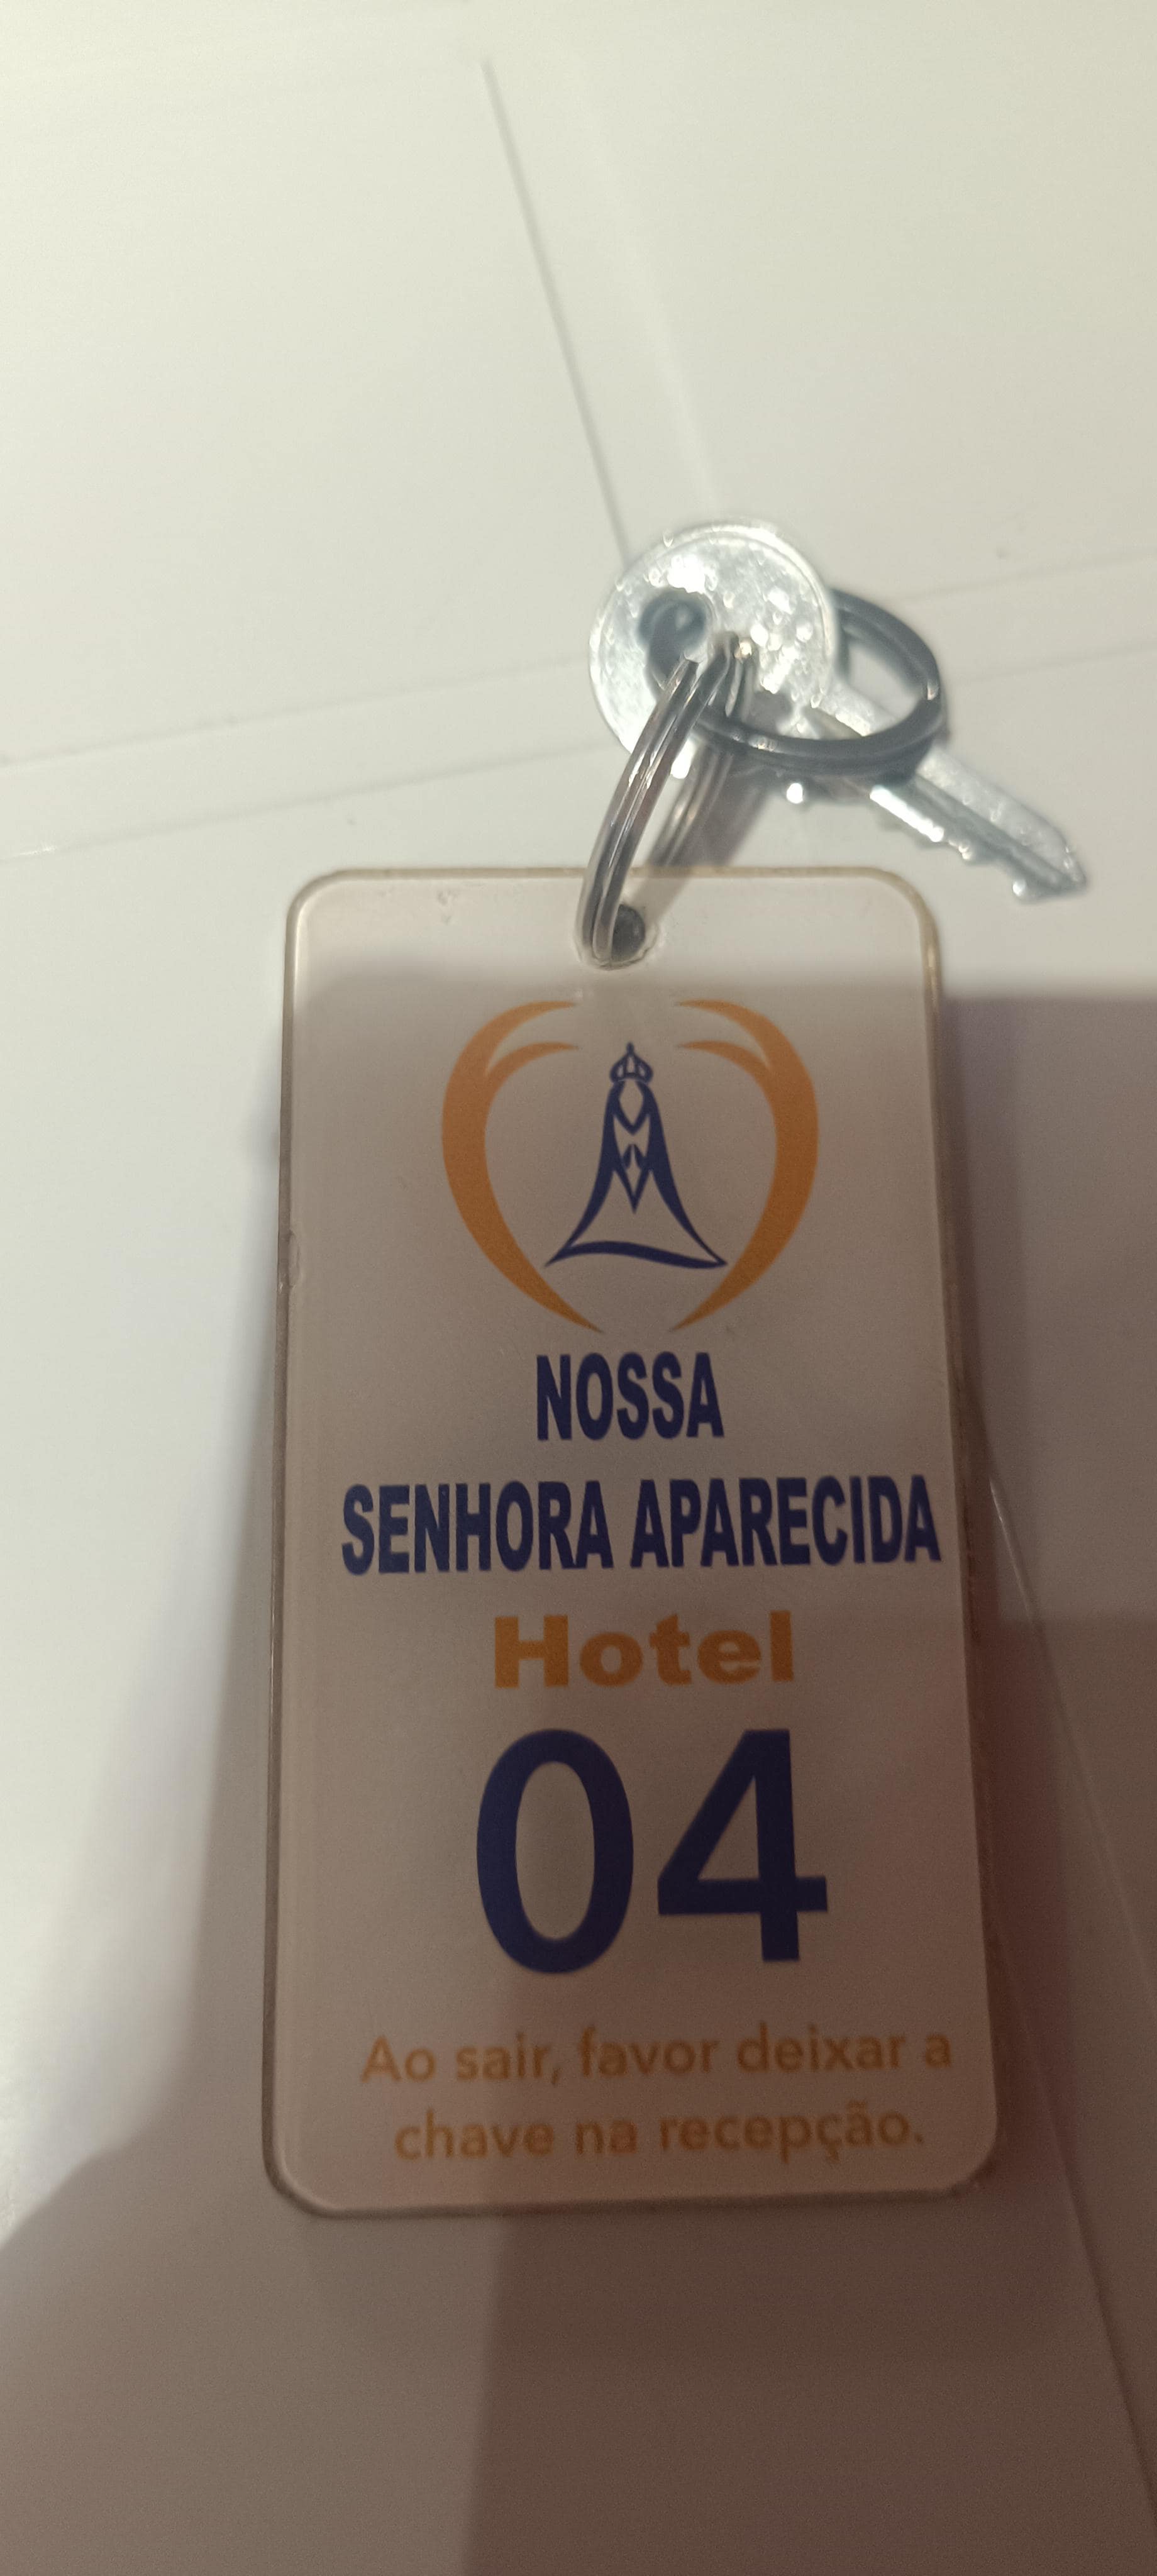 NOSSA
SENHORA APARECIDA
Hotel
04
Ao sair, favor deixar a
chave na recepção.